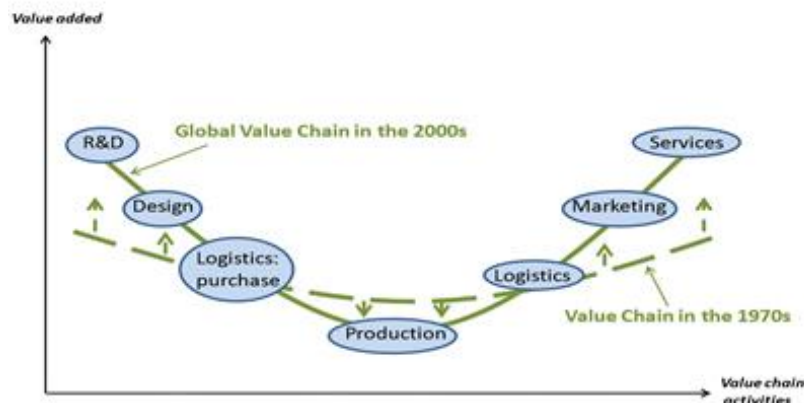 Value added
R&D
Global Value Chain in the 2000s
Services
Design
Marketing
Logistics:
purchase
Logistics
Production
Value Chain in the 1970s
Value chain
activities